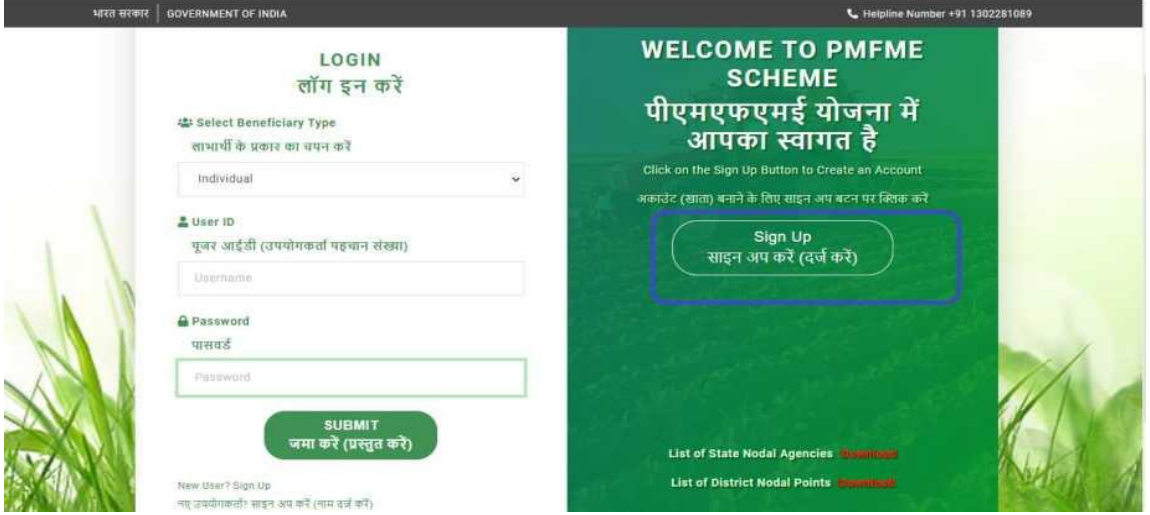 भारत सरकार GOVERNMENT OF INDIA
Helpline Number +91 1302281089
LOGIN
लॉग इन करें
Select Beneficiary Type
लाभार्थी के प्रकार का चयन करें
Individual
User ID
यूजर आईडी (उपयोगकर्ता पहचान संख्या)
Username
Password
पासवर्ड
Password
SUBMIT
जमा करें (प्रस्तुत करें)
New User? Sign Up
नए उपयोगकर्ता? साइन अप करें (नाम दर्ज करें)
WELCOME TO PMFME
SCHEME
पीएमएफएमई योजना में
आपका स्वागत है
Click on the Sign Up Button to Create an Account
अकाउंट (खाता) बनाने के लिए साइन अप बटन पर क्लिक करें
Sign Up
साइन अप करें (दर्ज करें)
List of State Nodal Agencies Download
List of District Nodal Points Download